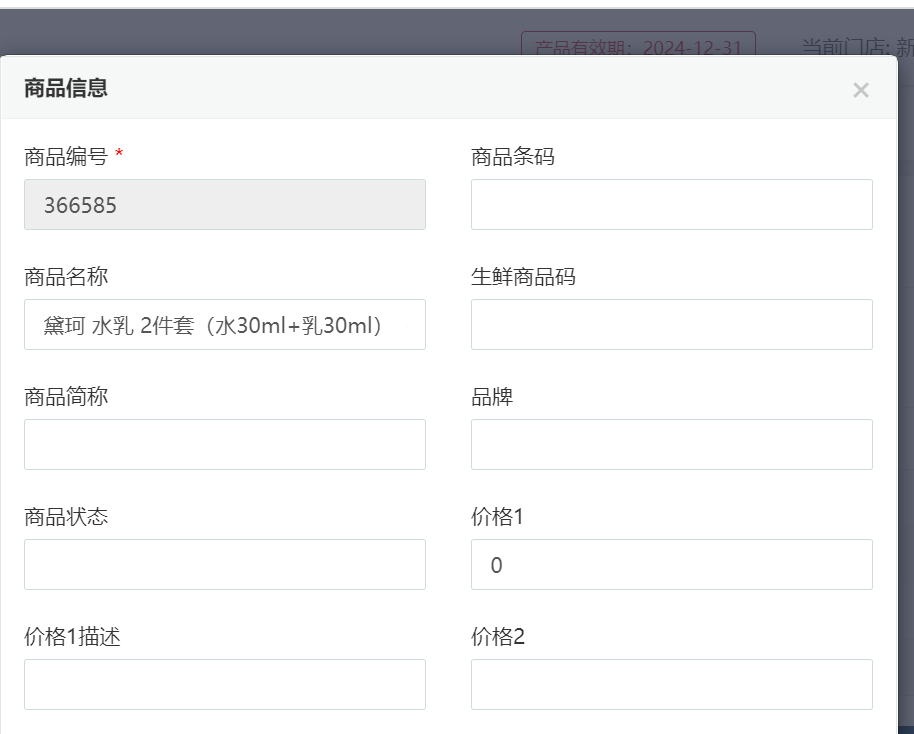 产品有效期：2024-12-31 当前门店: 新
商品信息
商品编号 * 商品条码
366585
商品名称 生鲜商品码
黛珂 水乳 2件套（水30ml+乳30ml）
商品简称 品牌
商品状态 价格1
0
价格1描述 价格2